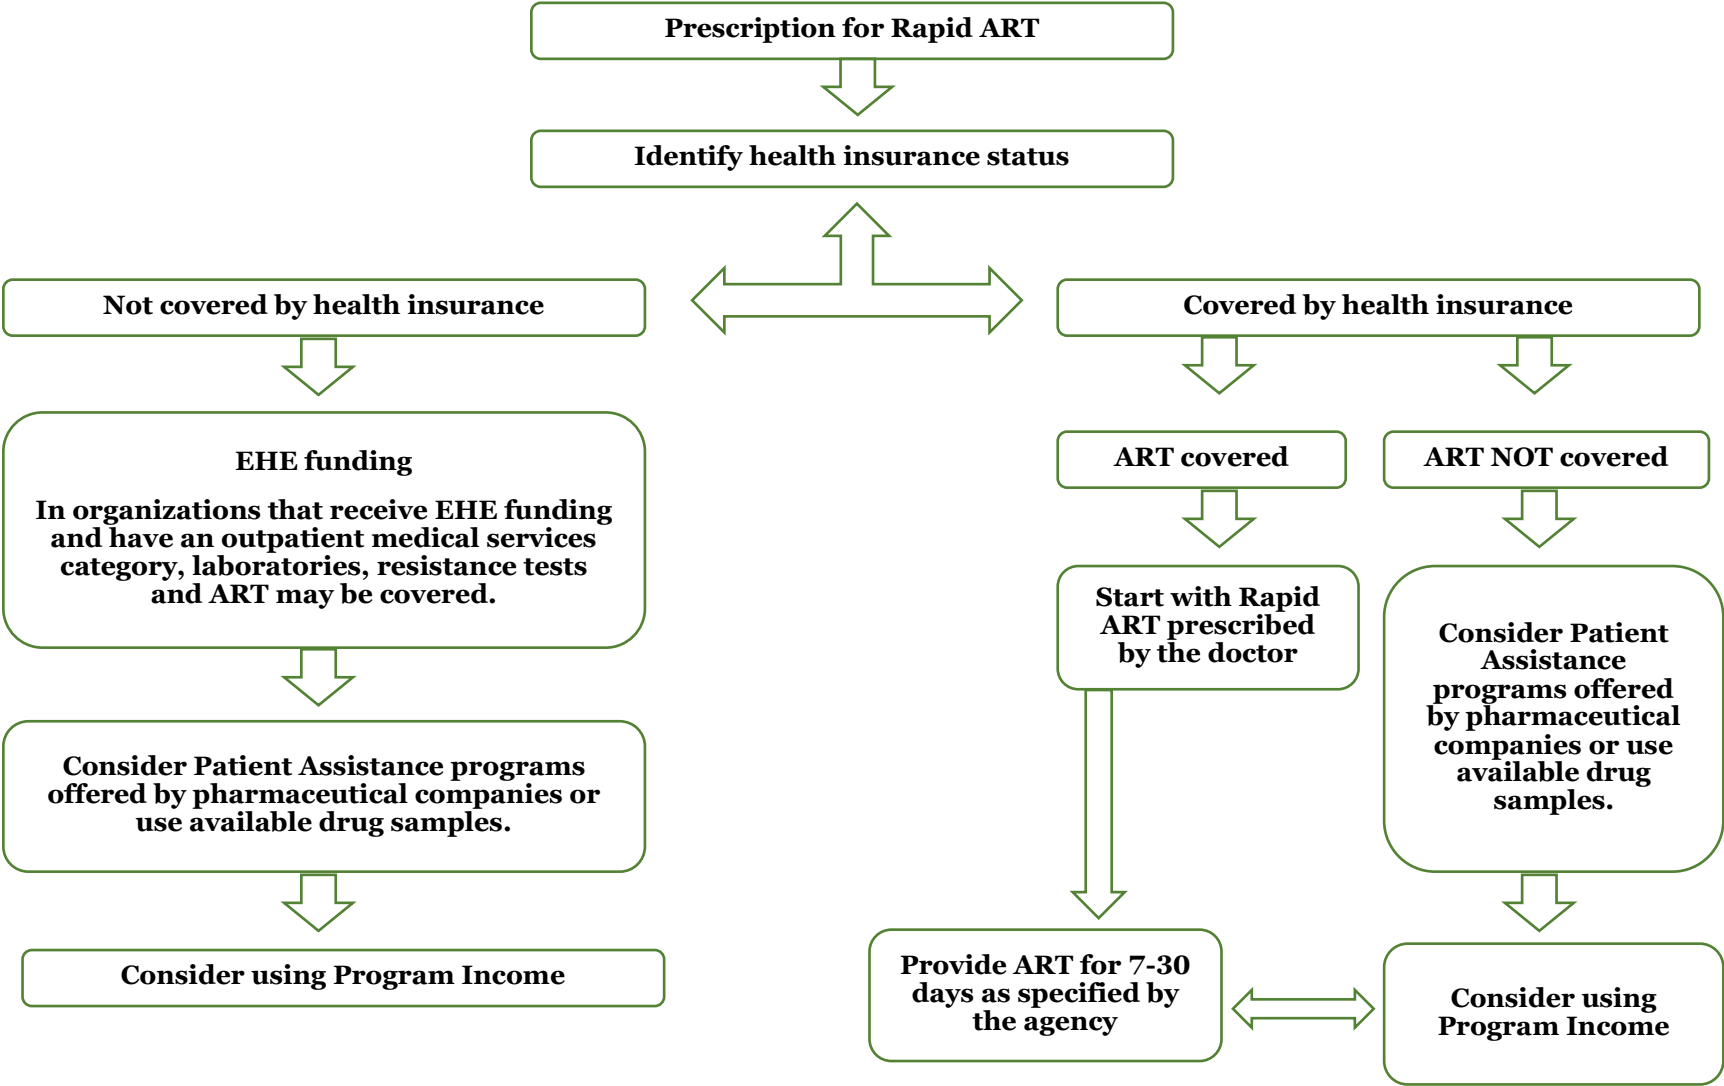 Prescription for Rapid ART
Identify health insurance status
Not covered by health insurance
Covered by health insurance
EHE funding
In organizations that receive EHE funding
and have an outpatient medical services
category, laboratories, resistance tests
and ART may be covered.
Consider Patient Assistance programs
offered by pharmaceutical companies or
use available drug samples.
Consider using Program Income
ART covered
Start with Rapid
ART prescribed
by the doctor
Provide ART for 7-30
days as specified by
the agency
ART NOT covered
Consider Patient
Assistance
programs offered
by pharmaceutical
companies or use
available drug
samples.
Consider using
Program Income